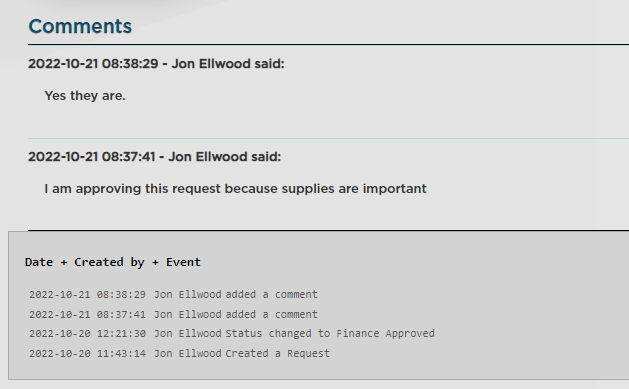 Comments
2022-10-21 08:38:29 - Jon Ellwood said:
Yes they are.
2022-10-21 08:37:41 - Jon Ellwood said:
I am approving this request because supplies are important
Date + Created by + Event
2022-10-21 08:38:29 Jon Ellwood added a comment
2022-10-21 08:37:41 Jon Ellwood added a comment
2022-10-20 12:21:30 Jon Ellwood Status changed to Finance Approved
2022-10-20 11:43:14 Jon Ellwood Created a Request